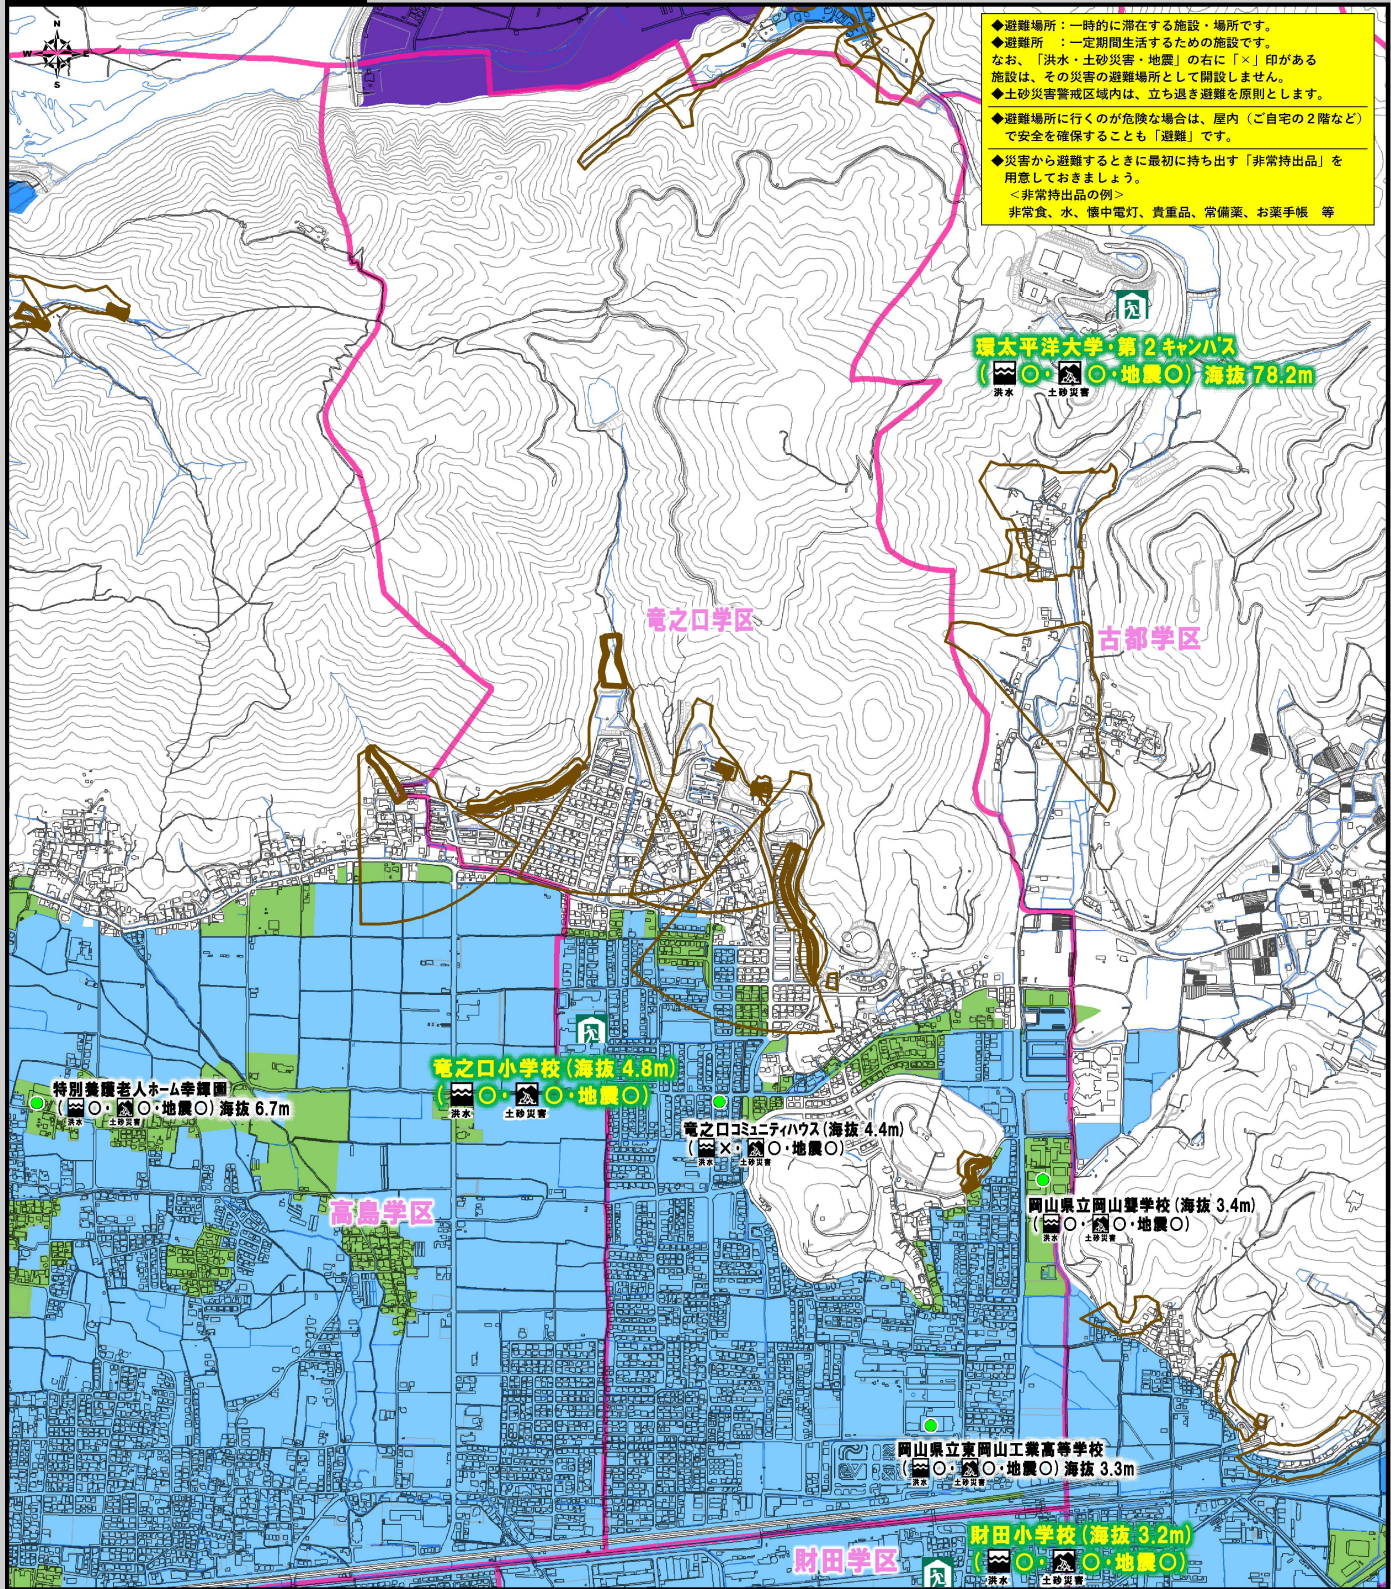 N
W E
S
◆避難場所：一時的に滞在する施設・場所です。
◆避難所　：一定期間生活するための施設です。
なお、「洪水・土砂災害・地震」の右に「×」印がある
施設は、その災害の避難場所として開設しません。
◆土砂災害警戒区域内は、立ち退き避難を原則とします。
◆避難場所に行くのが危険な場合は、屋内（ご自宅の２階など）
で安全を確保することも「避難」です。
◆災害から避難するときに最初に持ち出す「非常持出品」を
用意しておきましょう。
＜非常持出品の例＞
非常食、水、懐中電灯、貴重品、常備薬、お薬手帳　等
環太平洋大学・第２キャンパス
(○・○・地震○) 海抜 78.2m
洪水 土砂災害
竜之口学区
古都学区
竜之口小学校 (海抜 4.8m)
(○・○・地震○)
洪水 土砂災害
特別養護老人ホーム幸輝園
(○・○・地震○) 海抜 6.7m
洪水 土砂災害
竜之口コミュニティハウス (海抜 4.4m)
(×・○・地震○)
洪水 土砂災害
高島学区
岡山県立岡山聾学校 (海抜 3.4m)
(○・○・地震○)
洪水 土砂災害
岡山県立東岡山工業高等学校
(○・○・地震○) 海抜 3.3m
洪水 土砂災害
財田学区
財田小学校 (海抜 3.2m)
(○・○・地震○)
洪水 土砂災害